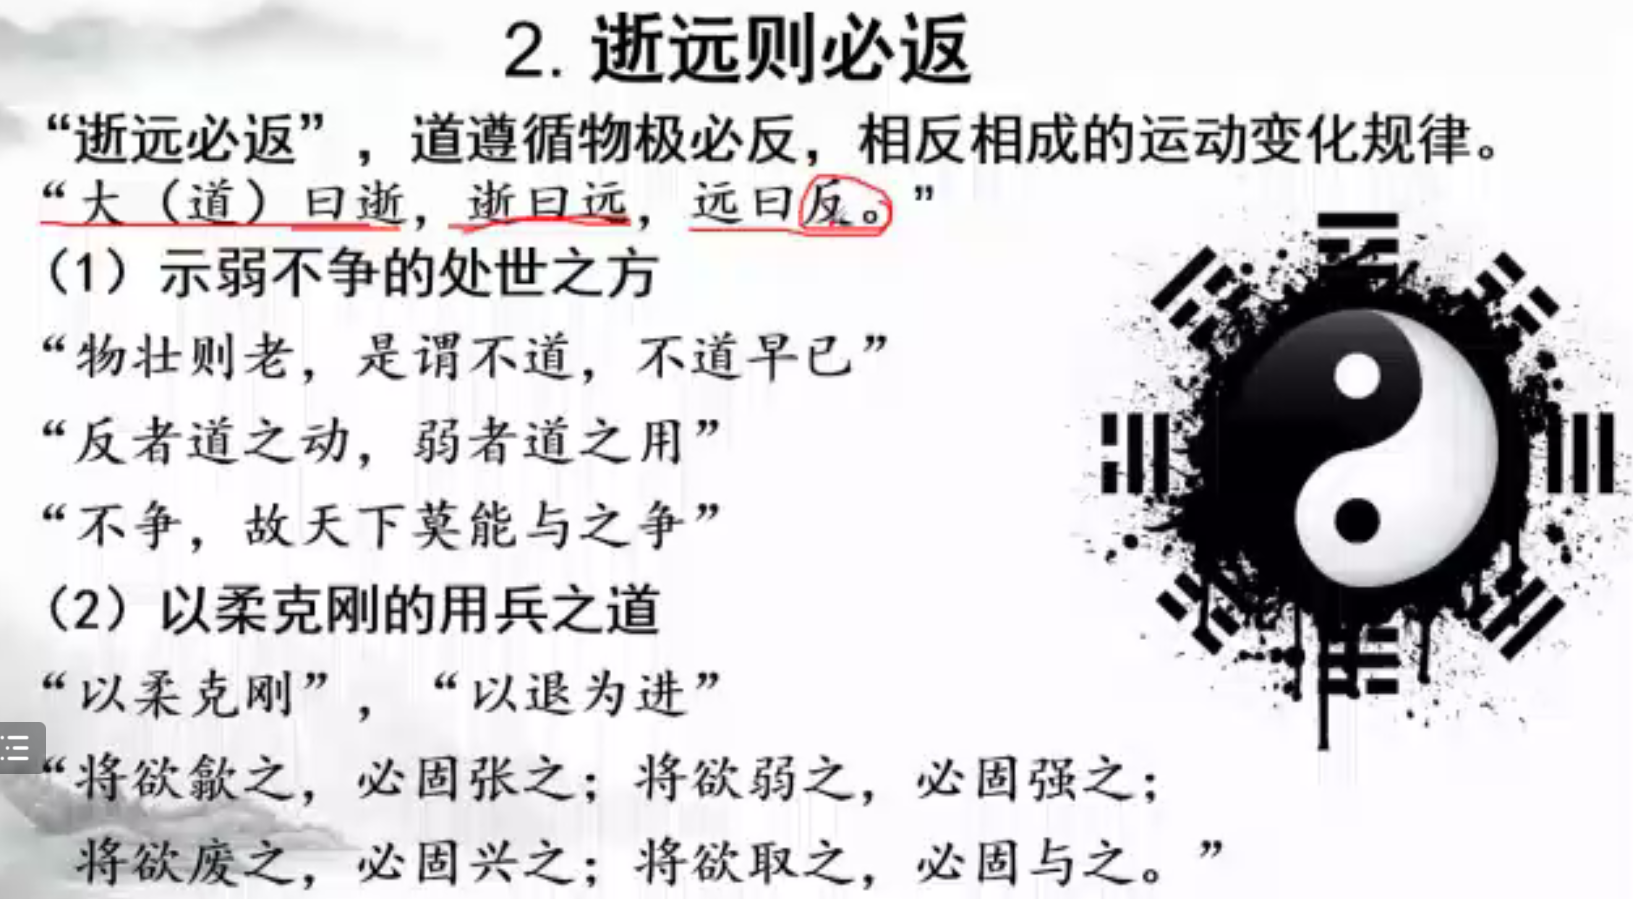 2. 逝远则必返
“逝远必返”，道遵循物极必反，相反相成的运动变化规律。
“大（道）曰逝，逝曰远，远曰反。”
（1）示弱不争的处世之方
“物壮则老，是谓不道，不道早已”
“反者道之动，弱者道之用”
“不争，故天下莫能与之争”
（2）以柔克刚的用兵之道
“以柔克刚”，“以退为进”
“将欲歙之，必固张之；将欲弱之，必固强之；
将欲废之，必固兴之；将欲取之，必固与之。”